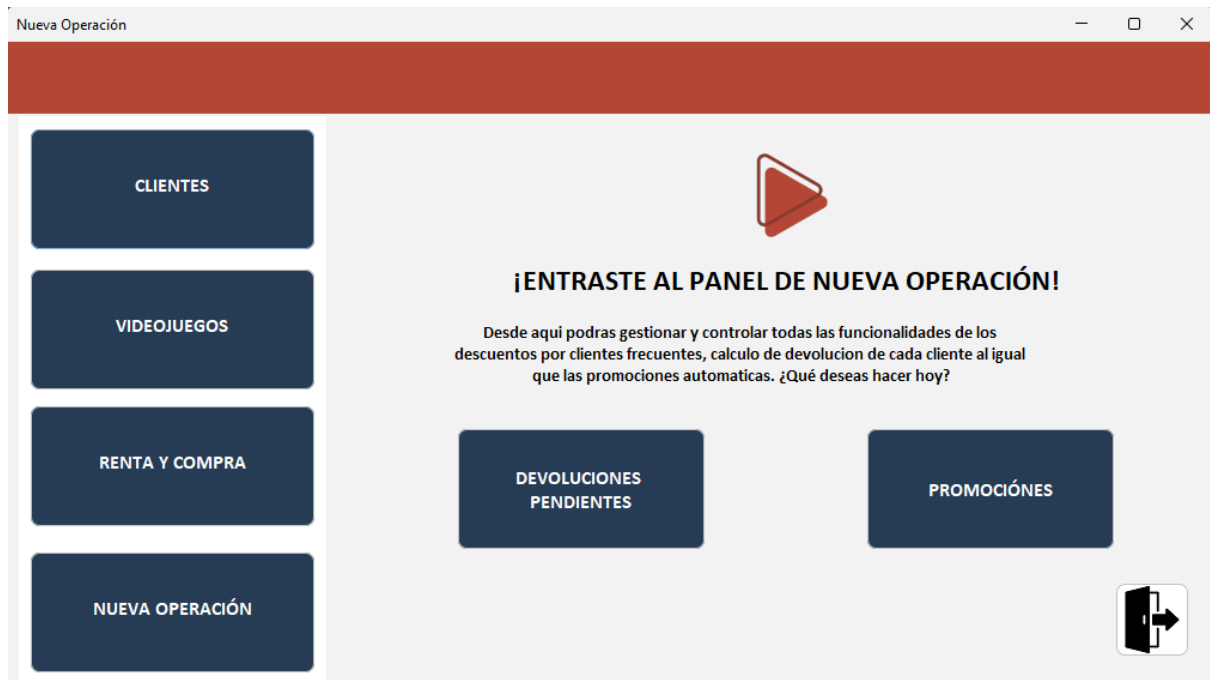 Nueva Operación
CLIENTES
VIDEOJUEGOS
RENTA Y COMPRA
NUEVA OPERACIÓN
¡ENTRASTE AL PANEL DE NUEVA OPERACIÓN!
Desde aqui podras gestionar y controlar todas las funcionalidades de los
descuentos por clientes frecuentes, calculo de devolucion de cada cliente al igual
que las promociones automaticas. ¿Qué deseas hacer hoy?
DEVOLUCIONES
PENDIENTES
PROMOCIÓNES